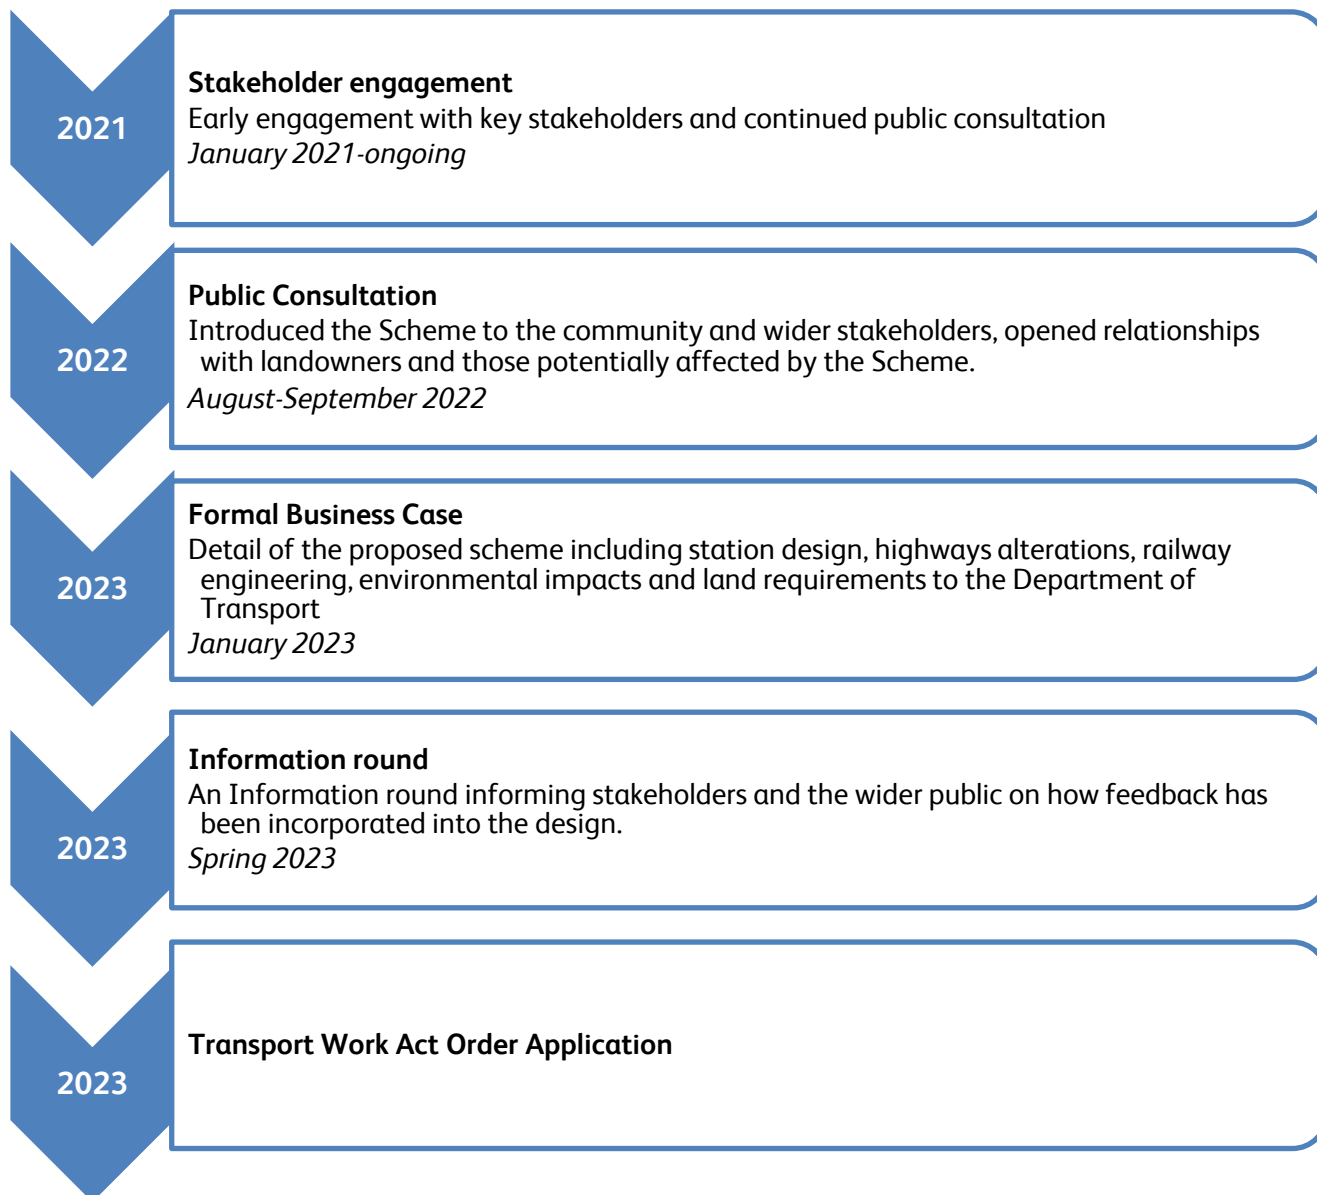 2021
Stakeholder engagement
Early engagement with key stakeholders and continued public consultation
January 2021-ongoing
2022
Public Consultation
Introduced the Scheme to the community and wider stakeholders, opened relationships
with landowners and those potentially affected by the Scheme.
August-September 2022
2023
Formal Business Case
Detail of the proposed scheme including station design, highways alterations, railway
engineering, environmental impacts and land requirements to the Department of
Transport
January 2023
2023
Information round
An Information round informing stakeholders and the wider public on how feedback has
been incorporated into the design.
Spring 2023
2023
Transport Work Act Order Application